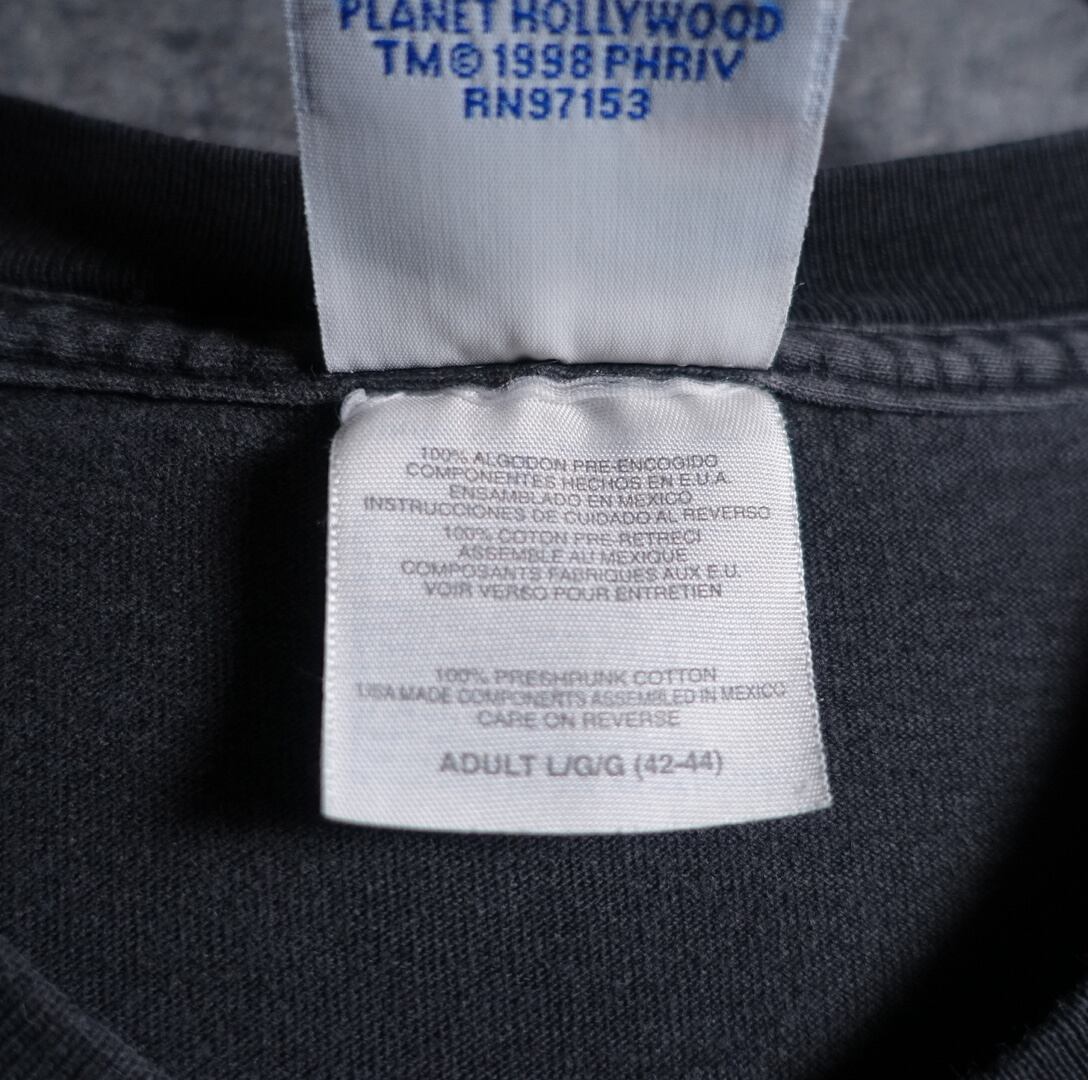 PLANET HOLLYWOOD
TM © 1998 PHRIV
RN97153
100% ALGODON PRE-ENCOGIDO
COMPONENTES HECHOS EN E.U.A.
ENSAMBLADO EN MEXICO
INSTRUCCIONES DE CUIDADO AL REVERSO
100% COTON PRE-RETRECI
ASSEMBLE AU MEXIQUE
COMPOSANTS FABRIQUES AUX E.U.
VOIR VERSO POUR ENTRETIEN
100% PRESHRUNK COTTON
USA MADE COMPONENTS ASSEMBLED IN MEXICO
CARE ON REVERSE
ADULT L/G/G (42-44)